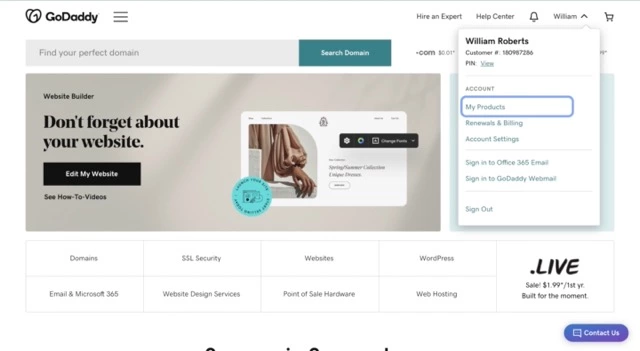 GoDaddy
Hire an Expert
Help Center
William
Find your perfect domain
Search Domain
.com $0.01*
William Roberts
Customer #: 180987286
PIN: View
ACCOUNT
My Products
Renewals & Billing
Account Settings
Sign in to Office 365 Email
Sign in to GoDaddy Webmail
Sign Out
Website Builder
Don't forget about
your website.
Edit My Website
See How-To-Videos
Change Fonts
Spring/Summer Collection
Unique Dresses.
Domains
SSL Security
Websites
WordPress
Email & Microsoft 365
Website Design Services
Point of Sale Hardware
Web Hosting
.LIVE
Sale! $1.99*/1st yr.
Built for the moment.
Contact Us